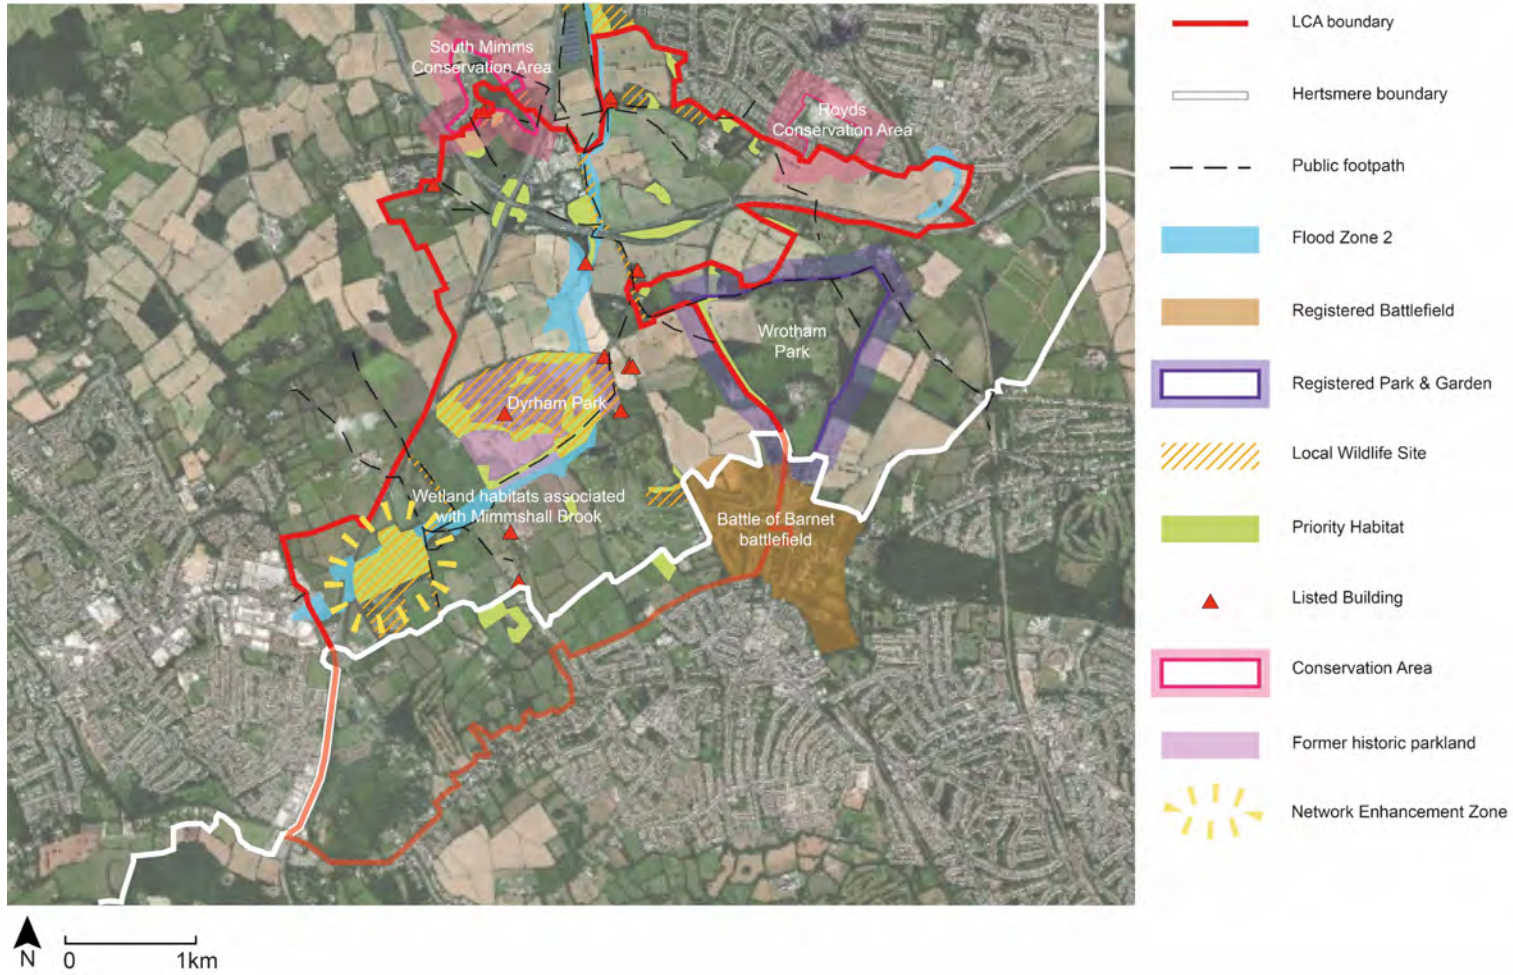 South Mimms
Conservation Area
Royds
Conservation Area
Wrotham
Park
Dyrham Park
Wetland habitats associated
with Mimmshall Brook
Battle of Barnet
battlefield
LCA boundary
Hertsmere boundary
Public footpath
Flood Zone 2
Registered Battlefield
Registered Park & Garden
Local Wildlife Site
Priority Habitat
Listed Building
Conservation Area
Former historic parkland
Network Enhancement Zone
N
0 1km